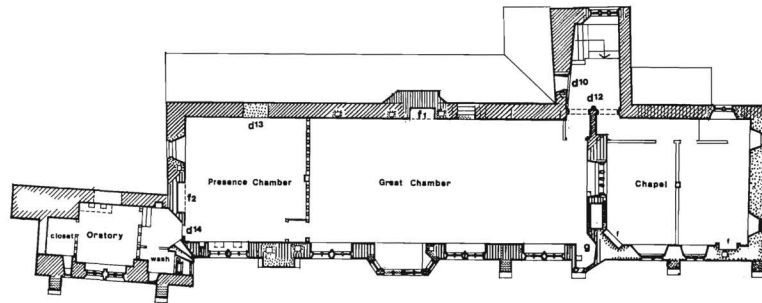 d10
d12
d13
f1
Presence Chamber
Great Chamber
Chapel
f2
d14
closet
Oratory
wash
g
f
f